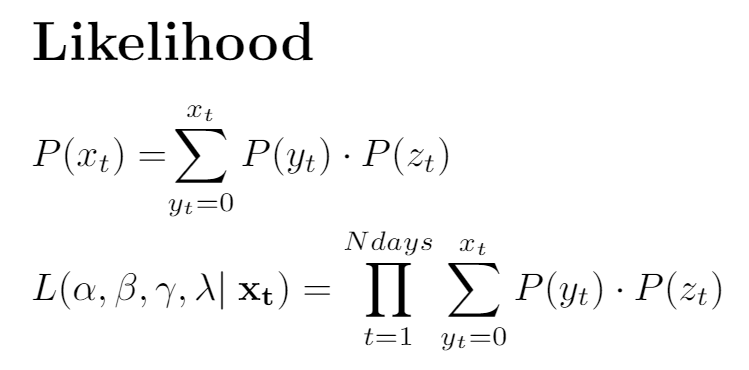 Likelihood
$P(x_t) = \sum_{y_t=0}^{x_t} P(y_t) \cdot P(z_t)$
$L(\alpha, \beta, \gamma, \lambda | \mathbf{x_t}) = \prod_{t=1}^{Ndays} \sum_{y_t=0}^{x_t} P(y_t) \cdot P(z_t)$